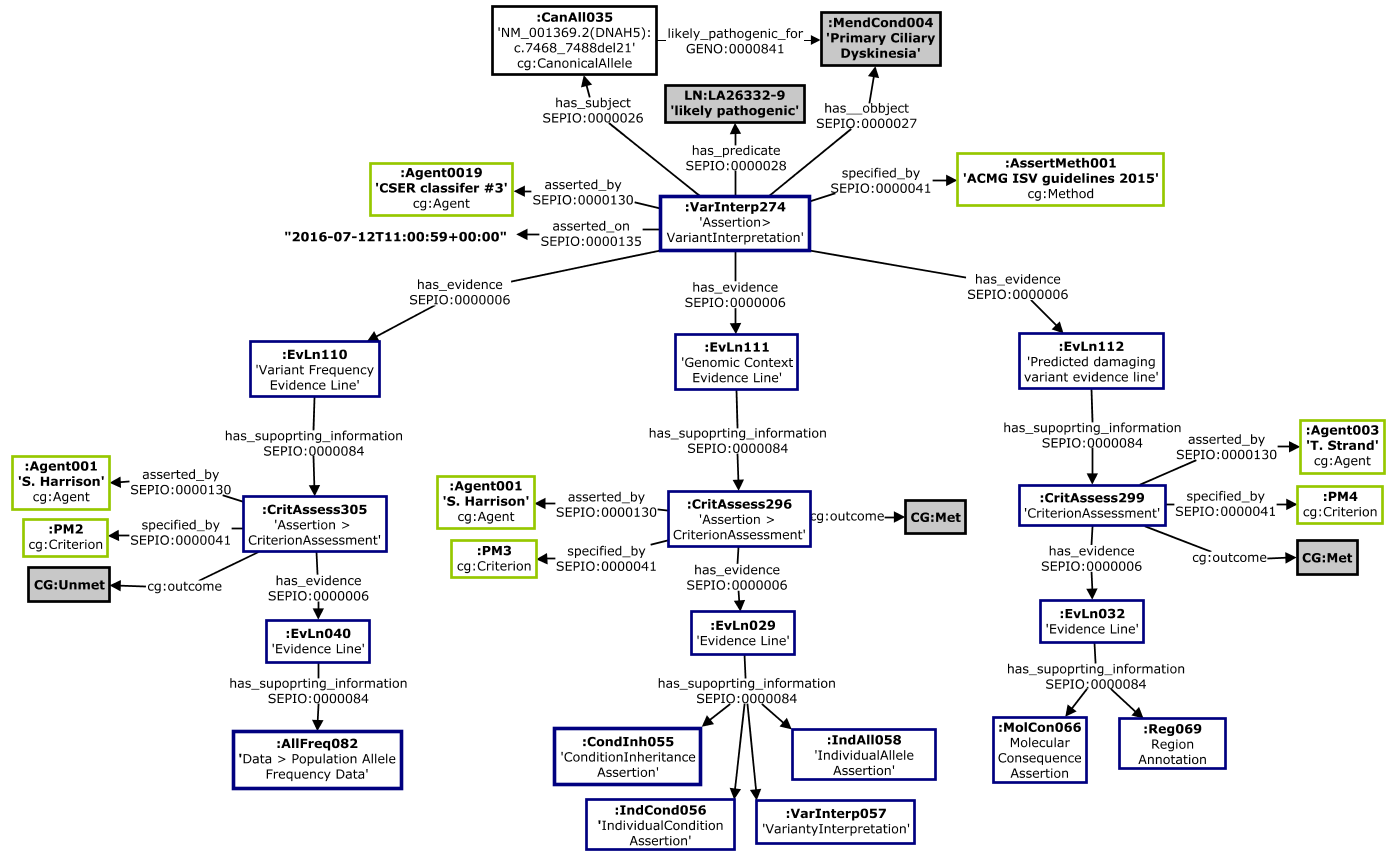 :CanAll035
'NM_001369.2(DNAH5):
c.7468_7488del21'
cg:CanonicalAllele
likely_pathogenic_for
GENO:0000841
:MendCond004
'Primary Ciliary
Dyskinesia'
LN:LA26332-9
'likely pathogenic'
has_subject
SEPIO:0000026
has__obbject
SEPIO:0000027
has_predicate
SEPIO:0000028
:Agent0019
'CSER classifer #3'
cg:Agent
asserted_by
SEPIO:0000130
specified_by
SEPIO:0000041
:AssertMeth001
'ACMG ISV guidelines 2015'
cg:Method
:VarInterp274
'Assertion>
VariantInterpretation'
"2016-07-12T11:00:59+00:00"
asserted_on
SEPIO:0000135
has_evidence
SEPIO:0000006
has_evidence
SEPIO:0000006
has_evidence
SEPIO:0000006
:EvLn110
'Variant Frequency
Evidence Line'
:EvLn111
'Genomic Context
Evidence Line'
:EvLn112
'Predicted damaging
variant evidence line'
has_supoprting_information
SEPIO:0000084
has_supoprting_information
SEPIO:0000084
has_supoprting_information
SEPIO:0000084
:Agent001
'S. Harrison'
cg:Agent
asserted_by
SEPIO:0000130
:PM2
cg:Criterion
specified_by
SEPIO:0000041
:CritAssess305
'Assertion >
CriterionAssessment'
CG:Unmet
cg:outcome
has_evidence
SEPIO:0000006
:EvLn040
'Evidence Line'
has_supoprting_information
SEPIO:0000084
:AllFreq082
'Data > Population Allele
Frequency Data'
:Agent001
'S. Harrison'
cg:Agent
asserted_by
SEPIO:0000130
:PM3
cg:Criterion
specified_by
SEPIO:0000041
:CritAssess296
'Assertion >
CriterionAssessment'
cg:outcome
CG:Met
has_evidence
SEPIO:0000006
:EvLn029
'Evidence Line'
has_supoprting_information
SEPIO:0000084
:CondInh055
'ConditionInheritance
Assertion'
:IndAll058
'IndividualAllele
Assertion'
:IndCond056
'IndividualCondition
Assertion'
:VarInterp057
'VariantyInterpretation'
asserted_by
SEPIO:0000130
:Agent003
'T. Strand'
cg:Agent
:CritAssess299
'CriterionAssessment'
specified_by
SEPIO:0000041
:PM4
cg:Criterion
cg:outcome
CG:Met
has_evidence
SEPIO:0000006
:EvLn032
'Evidence Line'
has_supoprting_information
SEPIO:0000084
:MolCon066
Molecular
Consequence
Assertion
:Reg069
Region
Annotation